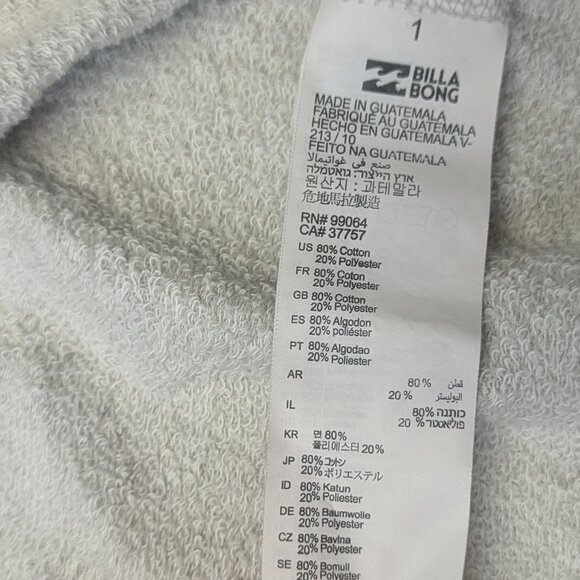 1
BILLA
BONG
MADE IN GUATEMALA
FABRIQUÉ AU GUATEMALA
HECHO EN GUATEMALA V-
213 / 10
FEITO NA GUATEMALA
صنع في غواتيمالا
ארץ הייצור: גואטמלה
원산지 : 과테말라
危地馬拉製造
RN# 99064
CA# 37757
US 80% Cotton
20% Polyester
FR 80% Coton
20% Polyester
GB 80% Cotton
20% Polyester
ES 80% Algodon
20% poliéster
PT 80% Algodao
20% Poliester
AR 80% قطن
20% البوليستر
IL 80% כותנה
20% פוליאסטר
KR 면 80%
폴리에스터 20%
JP 80% コオン
20% ポリエステル
ID 80% Katun
20% Poliester
DE 80% Baumwolle
20% Polyester
CZ 80% Bavlna
20% Polyester
SE 80% Bomull
20% Polyester